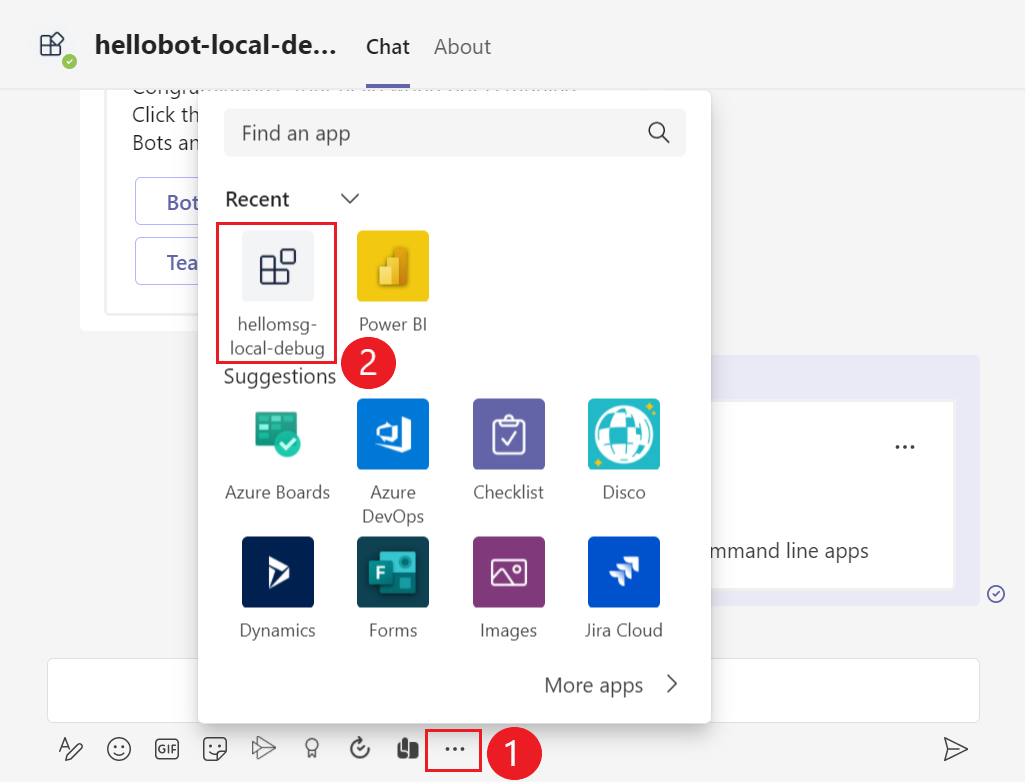 hellobot-local-de...
Chat
About
Click th
Bots an
Bot
Tea
Find an app
Recent
hellomsg-
local-debug
Power BI
2
Suggestions
Azure Boards
Azure
DevOps
Checklist
Disco
F
Dynamics
Forms
Images
Jira Cloud
mmand line apps
More apps
GIF
1